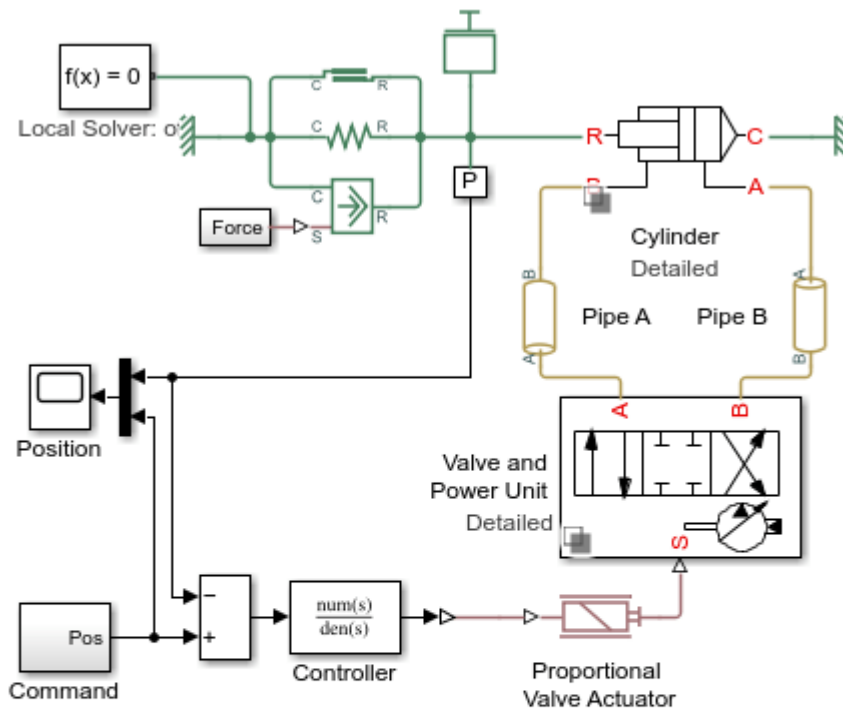 f(x) = 0
Local Solver: o
C
R
C
R
C
R
Force
S
P
R
C
A
Cylinder
Detailed
B
A
Pipe A
Pipe B
A
B
A
B
Valve and
Power Unit
Detailed
S
Position
−
+
Pos
Command
num(s)
den(s)
Controller
Proportional
Valve Actuator